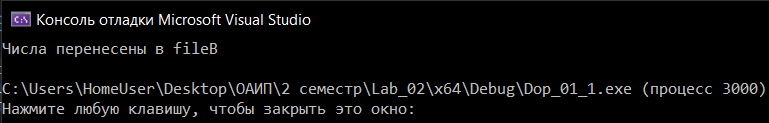 Консоль отладки Microsoft Visual Studio
Числа перенесены в fileB
C:\Users\HomeUser\Desktop\ОАИП\2 семестр\Lab_02\x64\Debug\Dop_01_1.exe (процесс 3000)
Нажмите любую клавишу, чтобы закрыть это окно: